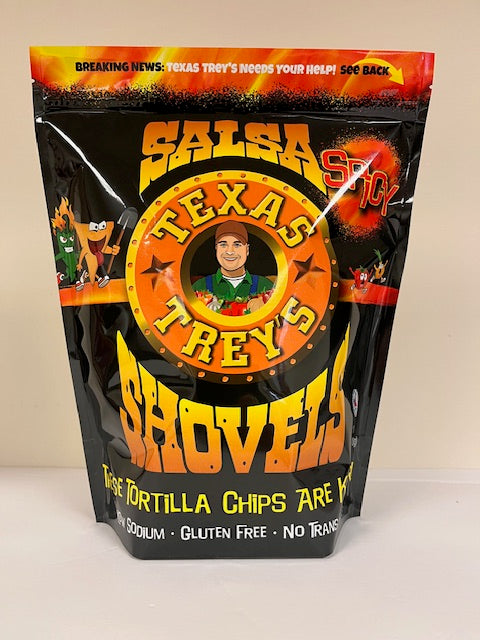 BREAKING NEWS: TEXAS TREY'S NEEDS YOUR HELP! SEE BACK
SALSA
SPICY
TEXAS
TREY'S
SHOVELS
TORTILLA CHIPS ARE
SODIUM · GLUTEN FREE · NO TRANS